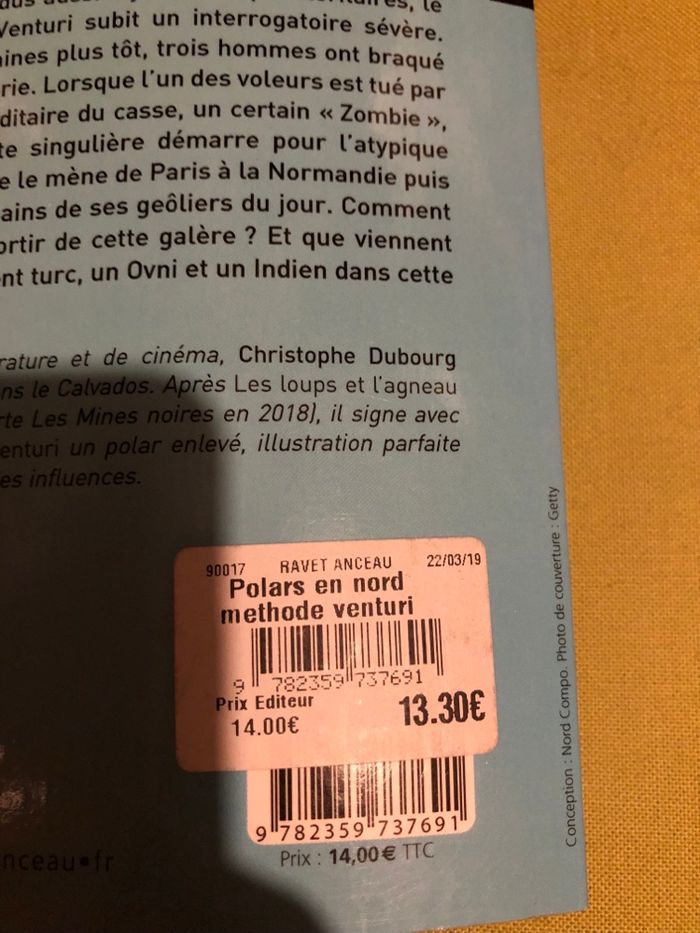 Venturi subit un interrogatoire sévère.
aines plus tôt, trois hommes ont braqué
rie. Lorsque l'un des voleurs est tué par
ditaire du casse, un certain « Zombie »,
te singulière démarre pour l'atypique
e le mène de Paris à la Normandie puis
ains de ses geôliers du jour. Comment
ortir de cette galère ? Et que viennent
nt turc, un Ovni et un Indien dans cette
rature et de cinéma, Christophe Dubourg
ns le Calvados. Après Les loups et l'agneau
rte Les Mines noires en 2018), il signe avec
enturi un polar enlevé, illustration parfaite
es influences.
90017 RAVET ANCEAU 22/03/19
Polars en nord
methode venturi
9 782359 737691
Prix Editeur
14.00€
13.30€
9 782359 737691
Prix : 14,00€ TTC
nceau•fr
Conception : Nord Compo. Photo de couverture : Getty